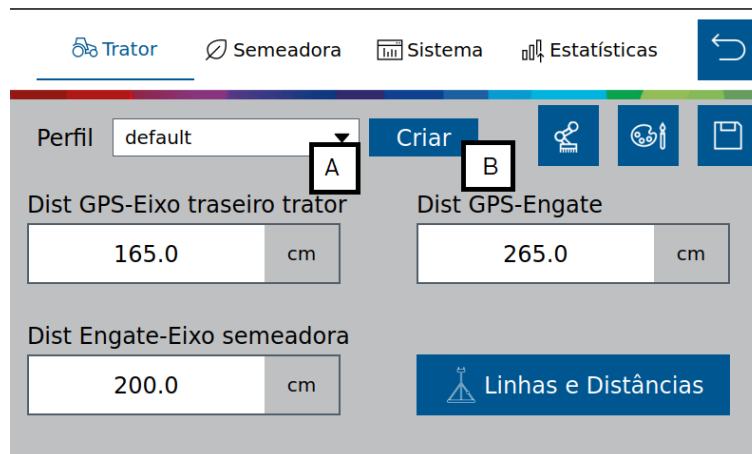 Trator Semeadora Sistema Estatísticas
Perfil default Criar
A B
Dist GPS-Eixo traseiro trator Dist GPS-Engate
165.0 cm 265.0 cm
Dist Engate-Eixo semeadora
200.0 cm Linhas e Distâncias